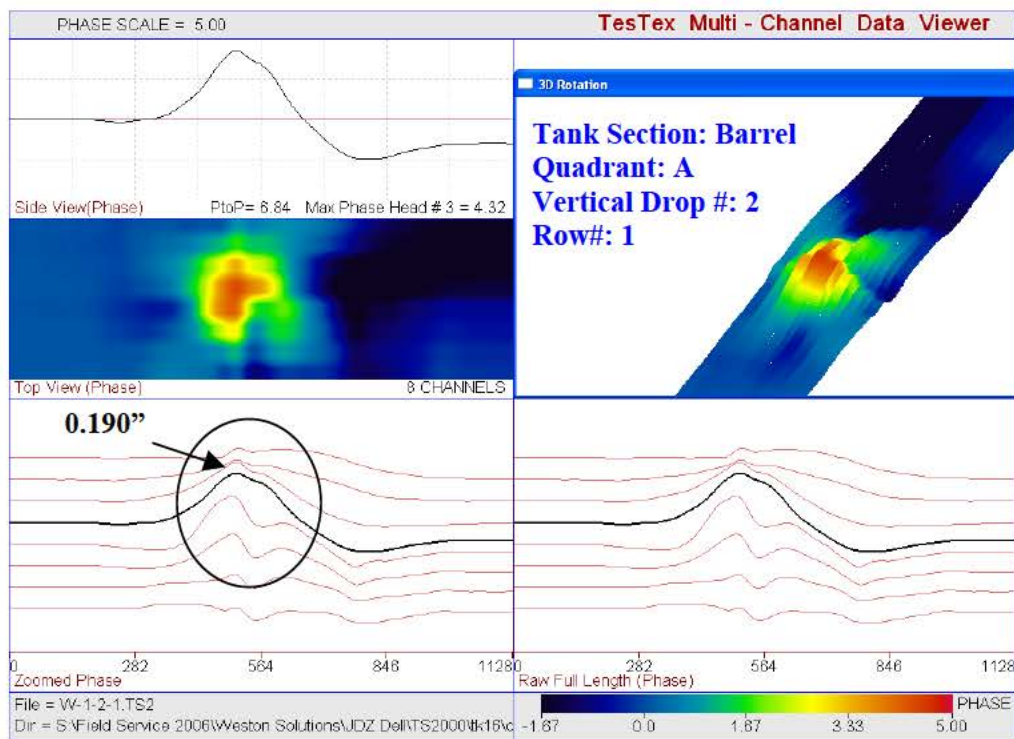 PHASE SCALE = 5.00
TesTex Multi - Channel Data Viewer
3D Rotation
Tank Section: Barrel
Quadrant: A
Vertical Drop #: 2
Row#: 1
Side View(Phase) PtoP= 6.84 Max Phase Head # 3 = 4.32
Top View (Phase) 8 CHANNELS
0.190”
0 282 564 846 1128
Zoomed Phase
0 282 564 846 1128
Raw Full Length (Phase)
File = W-1-2-1.TS2
Dir = S:\Field Service 2006\Weston Solutions\JDZ Dell\TS2000\tk16\c
PHASE
-1.67 0.0 1.67 3.33 5.00